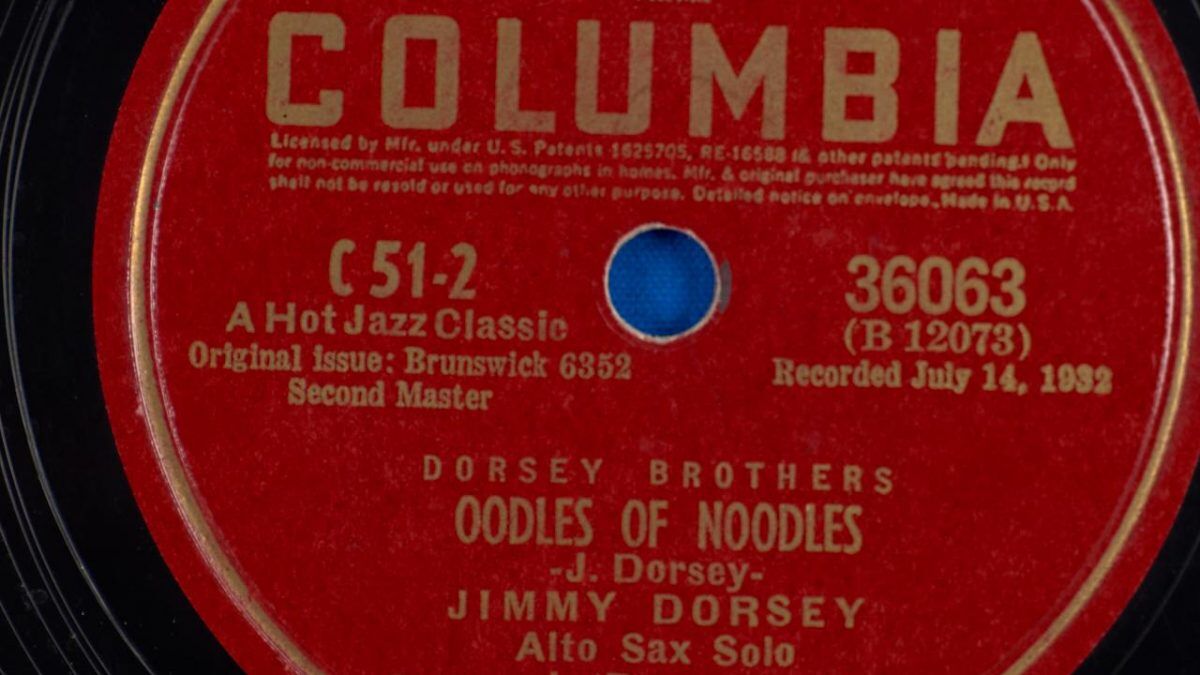 COLUMBIA
Licensed by Mfr. under U.S. Patents 1625705, RE-16588 (& other patents pending.) Only
for non-commercial use on phonographs in homes. Mfr. & original purchaser have agreed this record
shall not be resold or used for any other purpose. Detailed notice on envelope. Made in U.S.A.
C 51-2
A Hot Jazz Classic
Original issue: Brunswick 6352
Second Master
36063
(B 12073)
Recorded July 14, 1932
DORSEY BROTHERS
OODLES OF NOODLES
-J. Dorsey-
JIMMY DORSEY
Alto Sax Solo